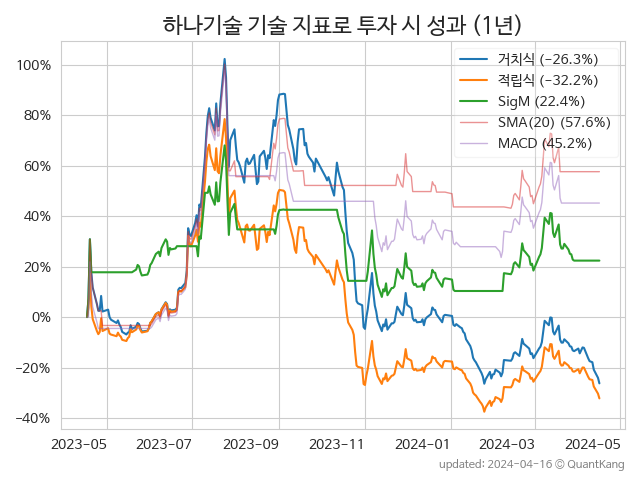 하나기술 기술 지표로 투자 시 성과 (1년)
거치식 (-26.3%)
적립식 (-32.2%)
SigM (22.4%)
SMA(20) (57.6%)
MACD (45.2%)
100%
80%
60%
40%
20%
0%
-20%
-40%
2023-05 2023-07 2023-09 2023-11 2024-01 2024-03 2024-05
updated: 2024-04-16 © QuantKang